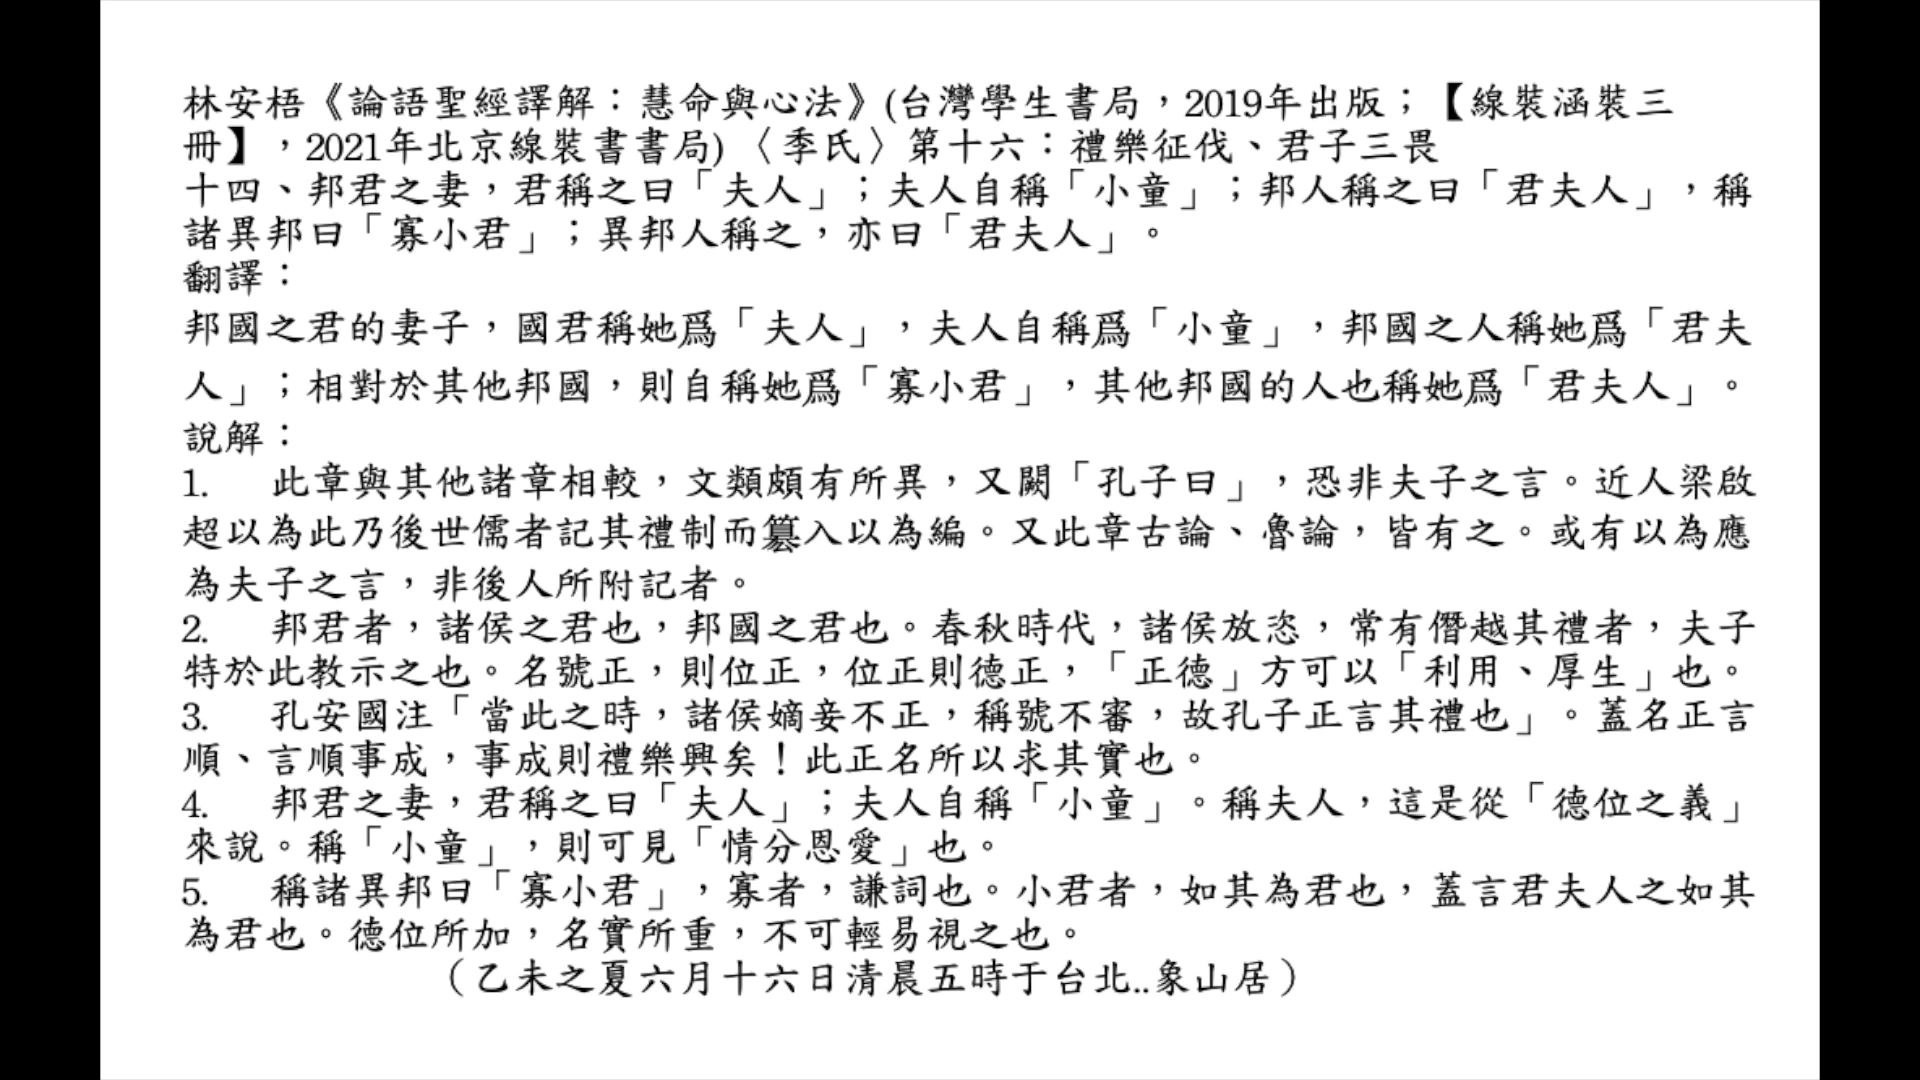 林安梧《論語聖經譯解：慧命與心法》(台灣學生書局，2019年出版；【線裝涵裝三
冊】，2021年北京線裝書書局) 〈季氏〉第十六：禮樂征伐、君子三畏
十四、邦君之妻，君稱之曰「夫人」；夫人自稱「小童」；邦人稱之曰「君夫人」，稱
諸異邦曰「寡小君」；異邦人稱之，亦曰「君夫人」。
翻譯：
邦國之君的妻子，國君稱她爲「夫人」，夫人自稱爲「小童」，邦國之人稱她爲「君夫
人」；相對於其他邦國，則自稱她爲「寡小君」，其他邦國的人也稱她爲「君夫人」。
說解：
1. 此章與其他諸章相較，文類頗有所異，又闕「孔子曰」，恐非夫子之言。近人梁啟
超以為此乃後世儒者記其禮制而篡入以為編。又此章古論、魯論，皆有之。或有以為應
為夫子之言，非後人所附記者。
2. 邦君者，諸侯之君也，邦國之君也。春秋時代，諸侯放恣，常有僭越其禮者，夫子
特於此教示之也。名號正，則位正，位正則德正，「正德」方可以「利用、厚生」也。
3. 孔安國注「當此之時，諸侯嫡妾不正，稱號不審，故孔子正言其禮也」。蓋名正言
順、言順事成，事成則禮樂興矣！此正名所以求其實也。
4. 邦君之妻，君稱之曰「夫人」；夫人自稱「小童」。稱夫人，這是從「德位之義」
來說。稱「小童」，則可見「情分恩愛」也。
5. 稱諸異邦曰「寡小君」，寡者，謙詞也。小君者，如其為君也，蓋言君夫人之如其
為君也。德位所加，名實所重，不可輕易視之也。
（乙未之夏六月十六日清晨五時于台北..象山居）